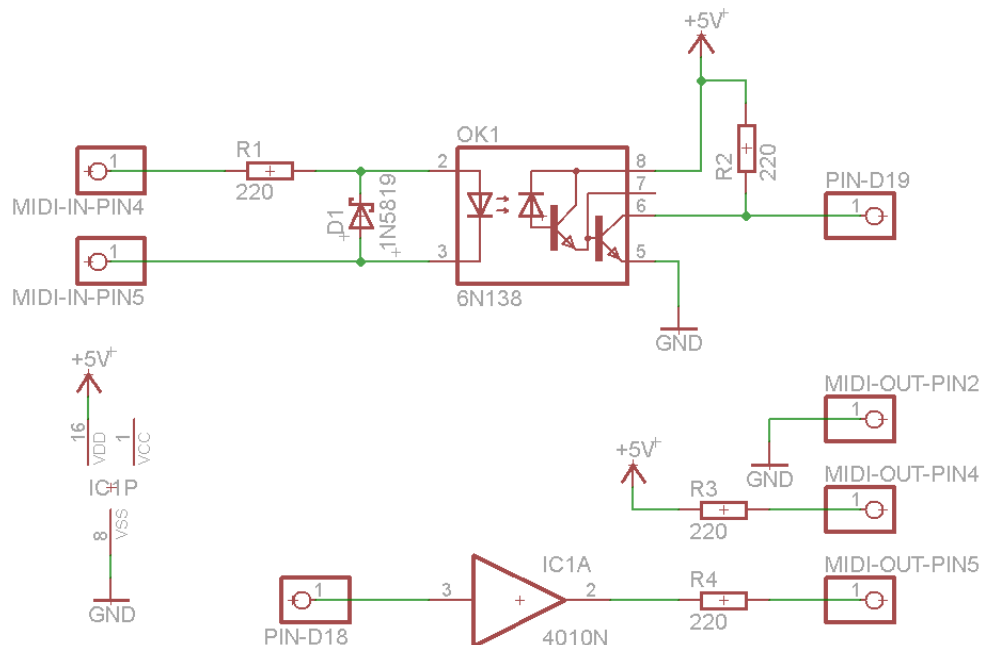 +5V
OK1
R1
1
220
MIDI-IN-PIN4
2
8
7
6
5
3
D1
1N5819
R2
220
PIN-D19
1
1
MIDI-IN-PIN5
6N138
GND
+5V
16
VDD
1
VCC
IC1P
8
VSS
GND
MIDI-OUT-PIN2
1
GND
+5V
MIDI-OUT-PIN4
R3
1
220
MIDI-OUT-PIN5
IC1A
R4
1
3
2
1
220
PIN-D18
4010N